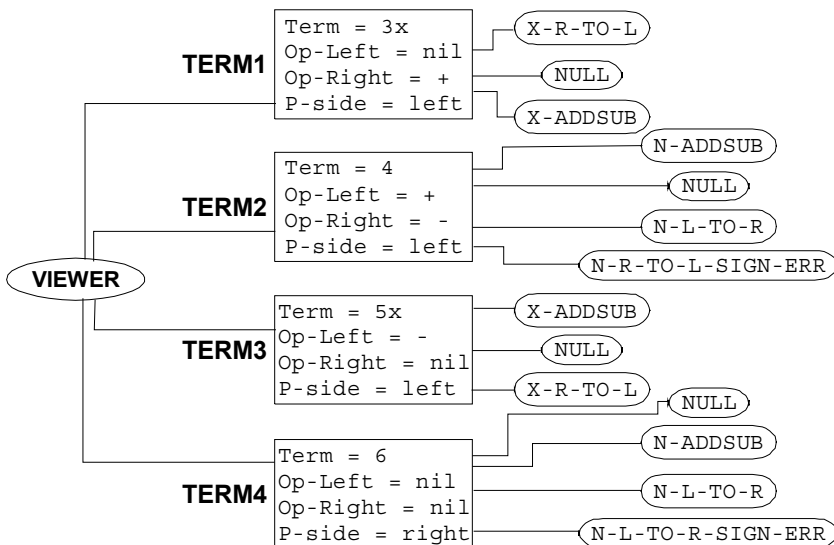 TERM1
Term = 3x
Op-Left = nil
Op-Right = +
P-side = left
X-R-TO-L
NULL
X-ADDSUB
TERM2
Term = 4
Op-Left = +
Op-Right = -
P-side = left
N-ADDSUB
NULL
N-L-TO-R
N-R-TO-L-SIGN-ERR
VIEWER
TERM3
Term = 5x
Op-Left = -
Op-Right = nil
P-side = left
X-ADDSUB
NULL
X-R-TO-L
TERM4
Term = 6
Op-Left = nil
Op-Right = nil
P-side = right
NULL
N-ADDSUB
N-L-TO-R
N-L-TO-R-SIGN-ERR